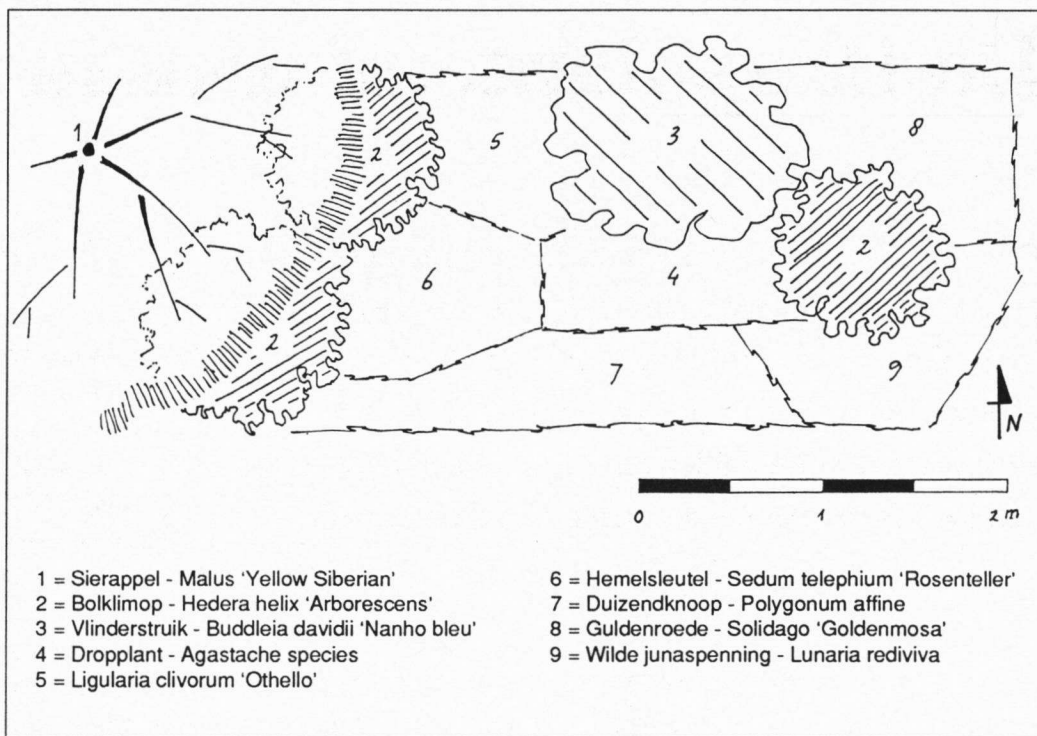 1
2
5
3
8
2
6
4
2
7
9
N
0 1 2 m
1 = Sierappel - Malus 'Yellow Siberian'
2 = Bolklimop - Hedera helix 'Arborescens'
3 = Vlinderstruik - Buddleia davidii 'Nanho bleu'
4 = Dropplant - Agastache species
5 = Ligularia clivorum 'Othello'
6 = Hemelsleutel - Sedum telephium 'Rosenteller'
7 = Duizendknoop - Polygonum affine
8 = Guldenroede - Solidago 'Goldenmosa'
9 = Wilde junaspenning - Lunaria rediviva